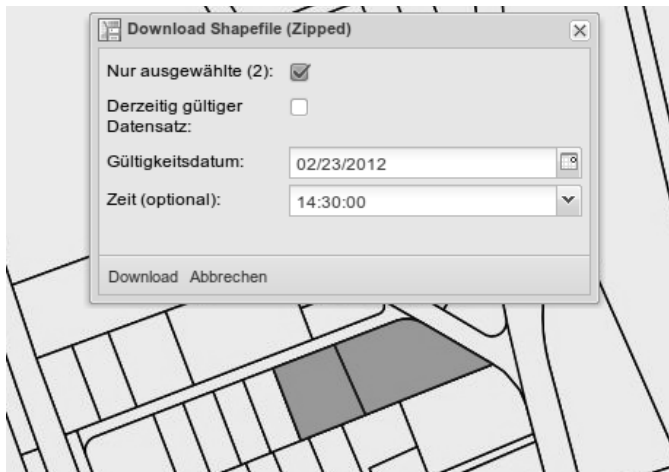 Download Shapefile (Zipped)
Nur ausgewählte (2):
Derzeitig gültiger
Datensatz:
Gültigkeitsdatum: 02/23/2012
Zeit (optional): 14:30:00
Download Abbrechen